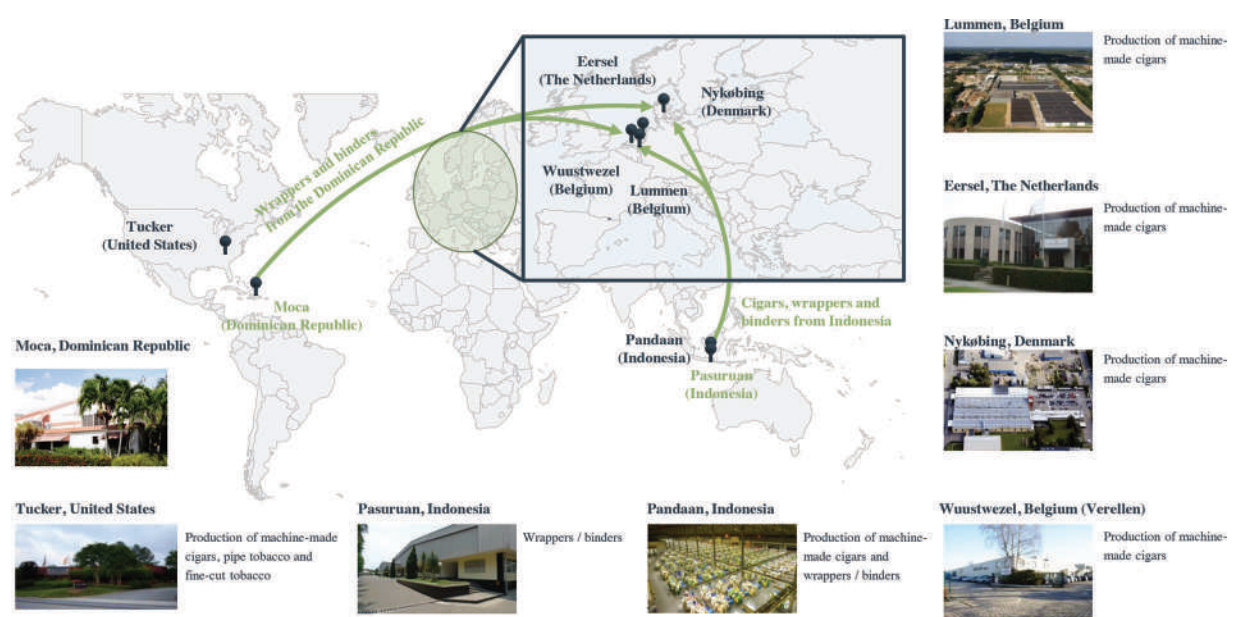 Lummen, Belgium
Production of machine-
made cigars
Eersel
(The Netherlands)
Nykøbing
(Denmark)
Wrappers and binders
from the Dominican Republic
Wuustwezel
(Belgium)
Lummen
(Belgium)
Eersel, The Netherlands
Production of machine-
made cigars
Tucker
(United States)
Moca
(Dominican Republic)
Cigars, wrappers and
binders from Indonesia
Pandaan
(Indonesia)
Pasuruan
(Indonesia)
Moca, Dominican Republic
Nykøbing, Denmark
Production of machine-
made cigars
Tucker, United States
Production of machine-made
cigars, pipe tobacco and
fine-cut tobacco
Pasuruan, Indonesia
Wrappers / binders
Pandaan, Indonesia
Production of machine-
made cigars and
wrappers / binders
Wuustwezel, Belgium (Verellen)
Production of machine-
made cigars